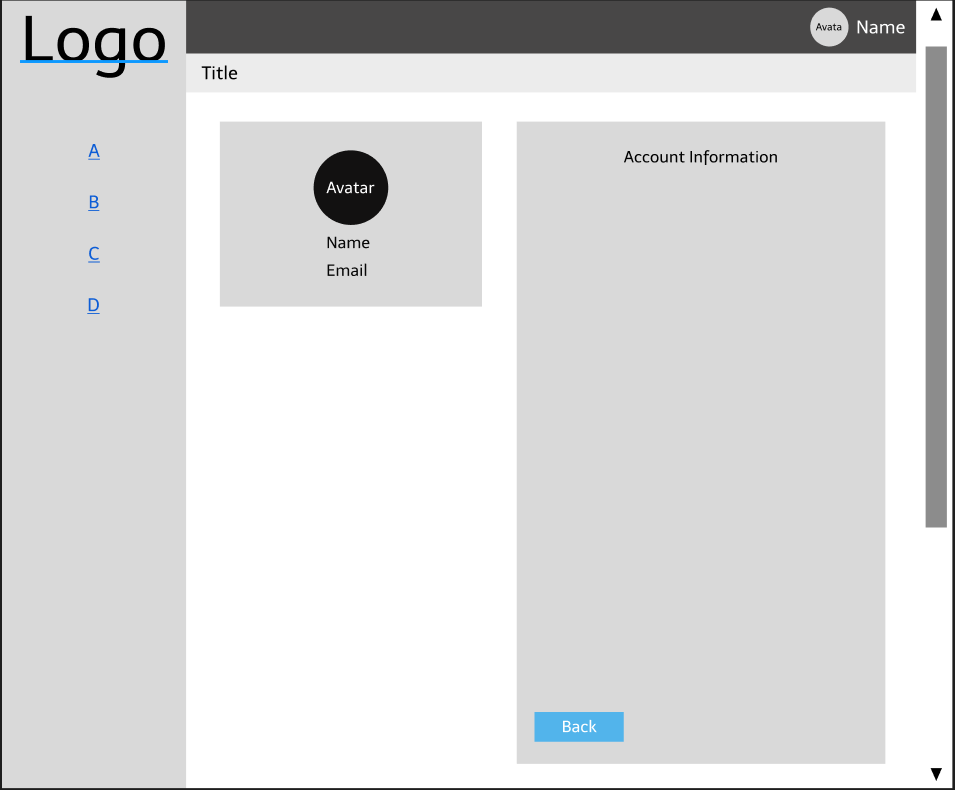 Logo
A
B
C
D
Avata
Name
Title
Avatar
Name
Email
Account Information
Back